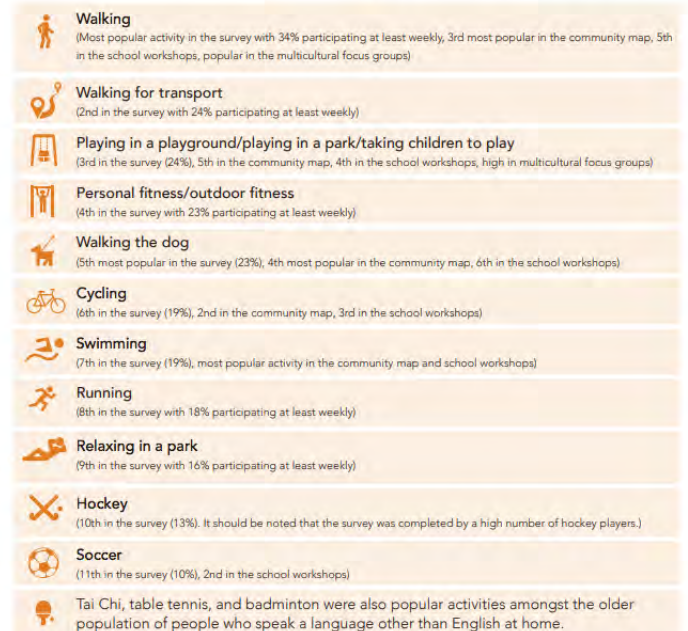 Walking
(Most popular activity in the survey with 34% participating at least weekly, 3rd most popular in the community map, 5th
in the school workshops, popular in the multicultural focus groups)
Walking for transport
(2nd in the survey with 24% participating at least weekly)
Playing in a playground/playing in a park/taking children to play
(3rd in the survey (24%), 5th in the community map, 4th in the school workshops, high in multicultural focus groups)
Personal fitness/outdoor fitness
(4th in the survey with 23% participating at least weekly)
Walking the dog
(5th most popular in the survey (23%), 4th most popular in the community map, 6th in the school workshops)
Cycling
(6th in the survey (19%), 2nd in the community map, 3rd in the school workshops)
Swimming
(7th in the survey (19%), most popular activity in the community map and school workshops)
Running
(8th in the survey with 18% participating at least weekly)
Relaxing in a park
(9th in the survey with 16% participating at least weekly)
Hockey
(10th in the survey (13%). It should be noted that the survey was completed by a high number of hockey players.)
Soccer
(11th in the survey (10%), 2nd in the school workshops)
Tai Chi, table tennis, and badminton were also popular activities amongst the older
population of people who speak a language other than English at home.